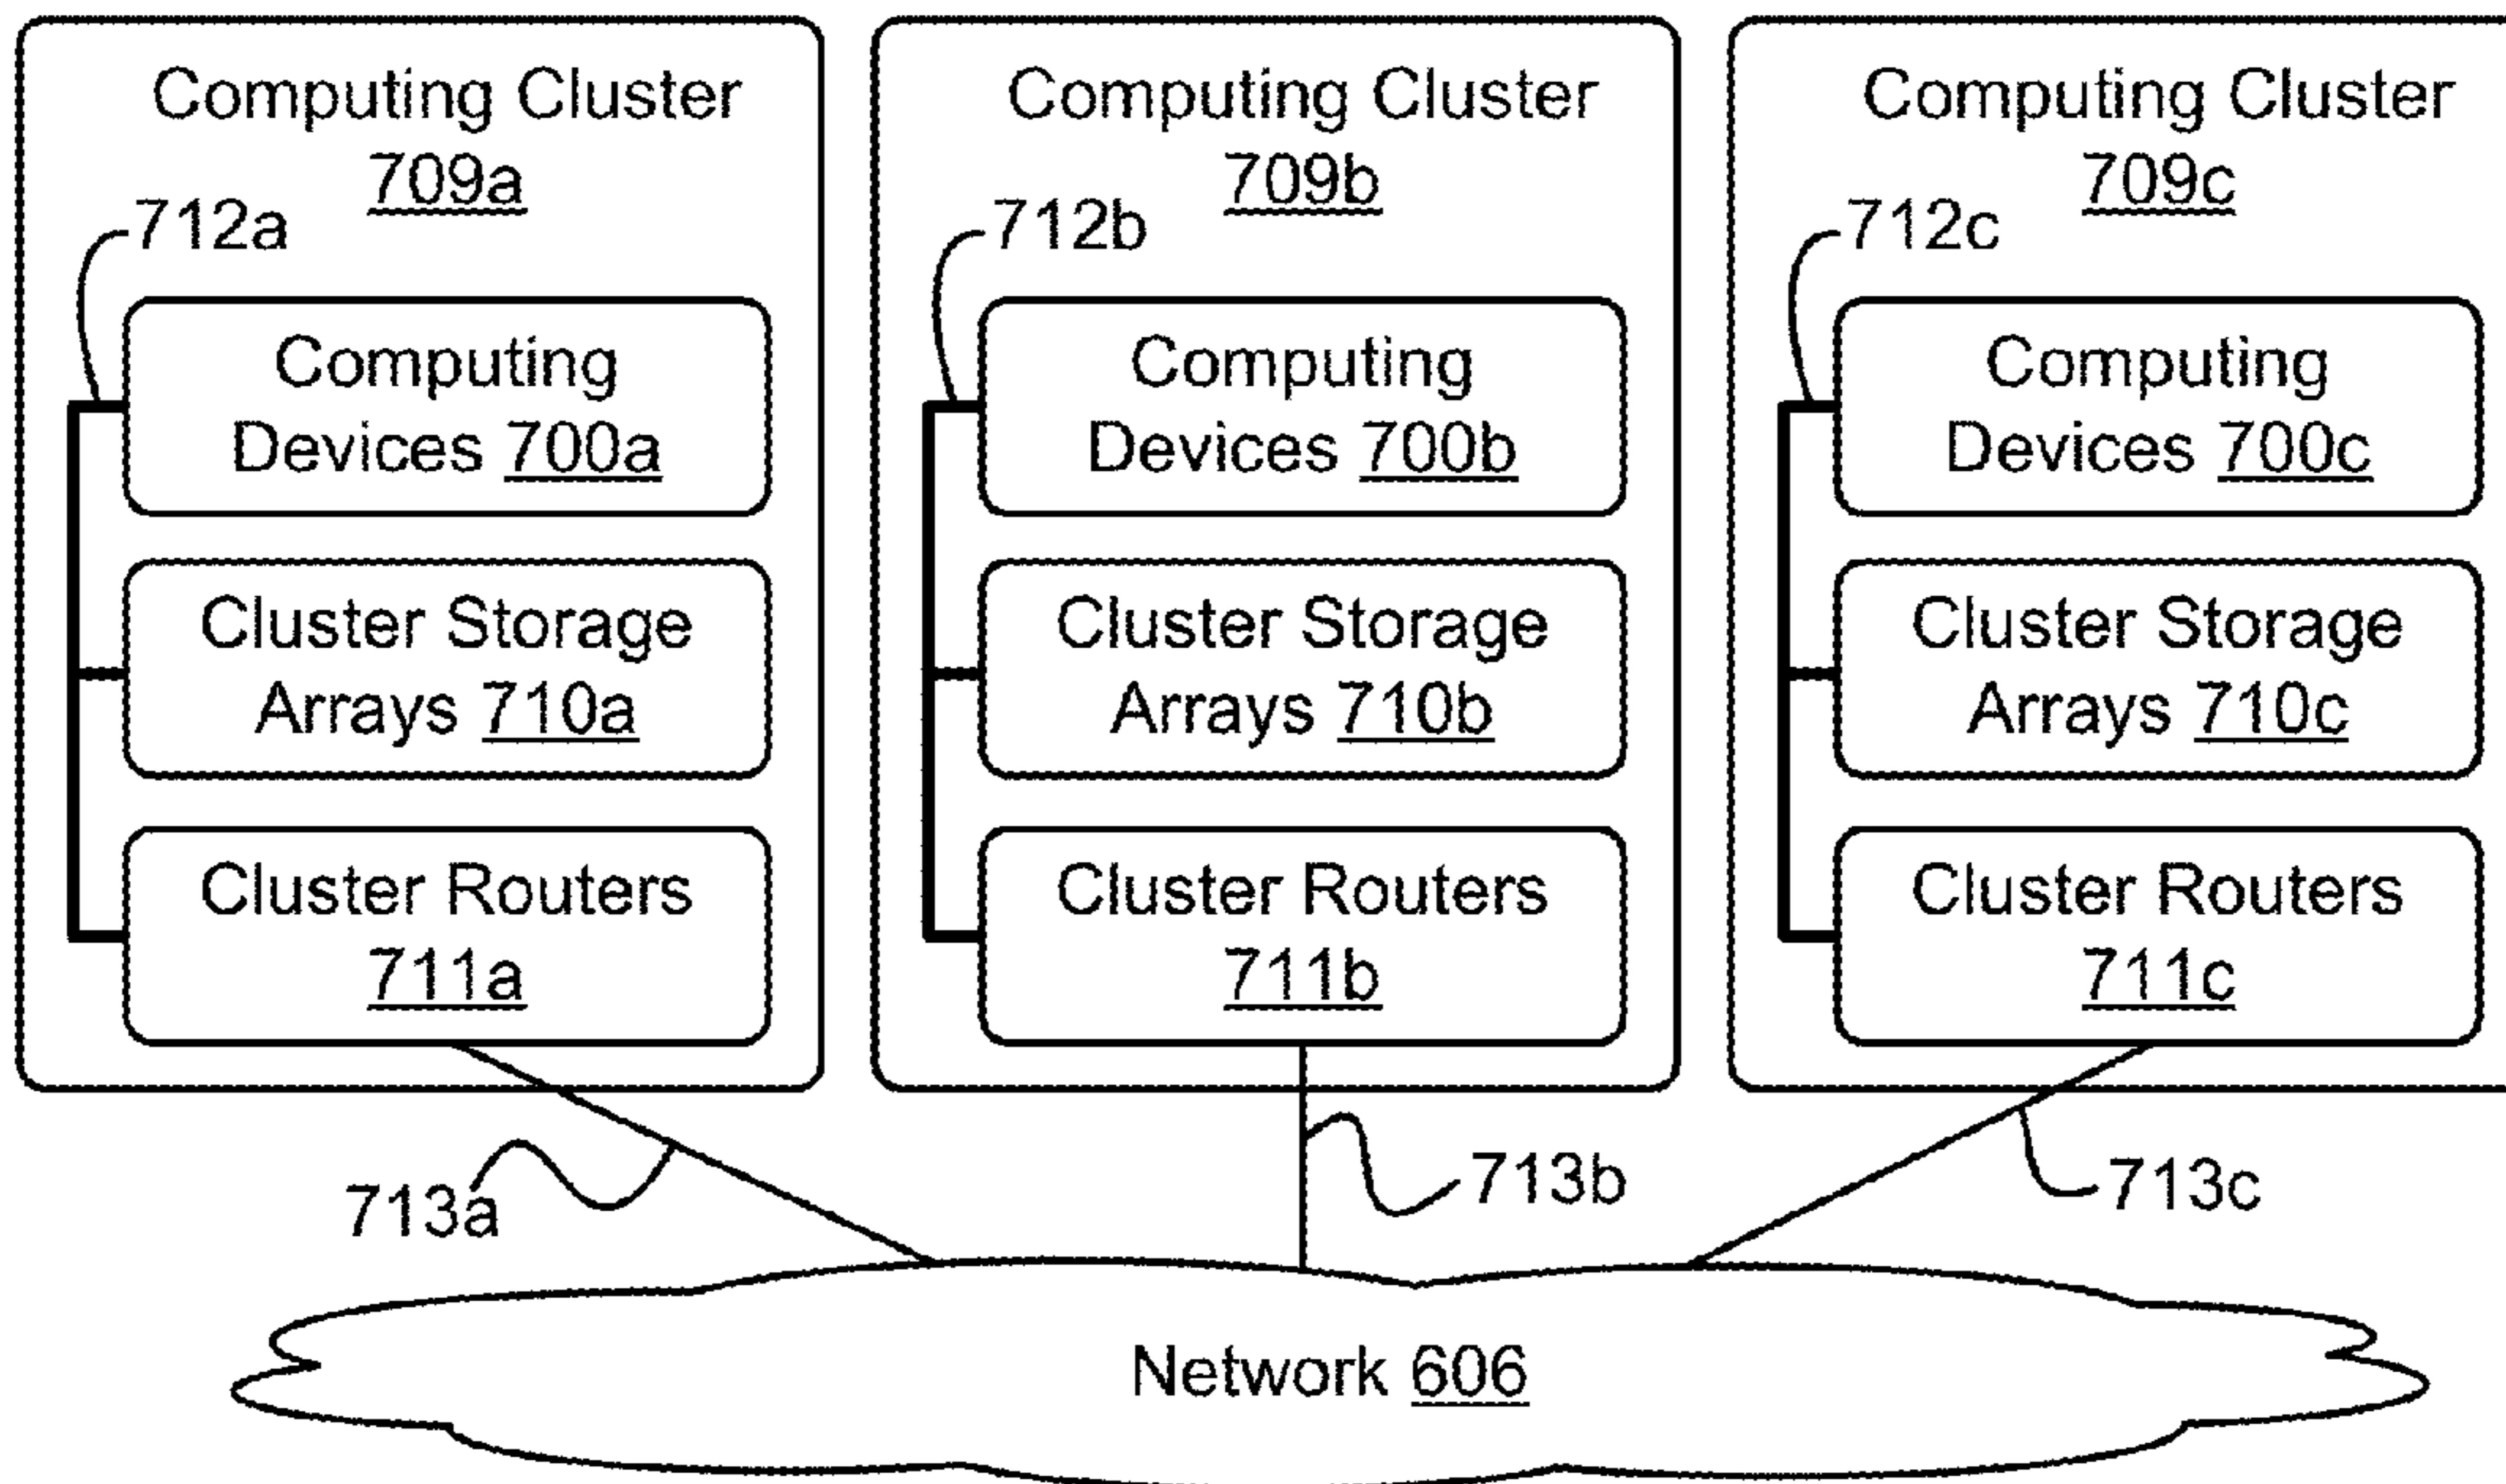 Computing Cluster
709a
712a
Computing
Devices 700a
Cluster Storage
Arrays 710a
Cluster Routers
711a
Computing Cluster
709b
712b
Computing
Devices 700b
Cluster Storage
Arrays 710b
Cluster Routers
711b
Computing Cluster
709c
712c
Computing
Devices 700c
Cluster Storage
Arrays 710c
Cluster Routers
711c
713a
713b
713c
Network 606